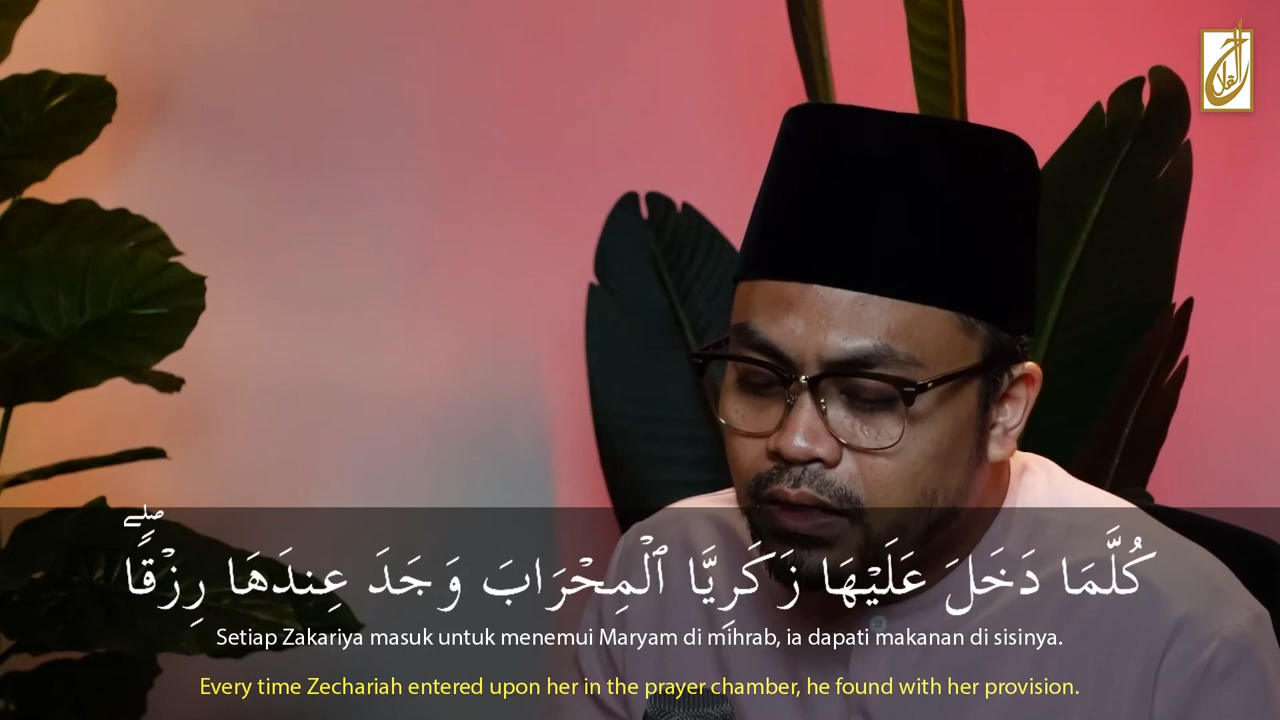 العلاج
كُلَّمَا دَخَلَ عَلَيْهَا زَكَرِيَّا ٱلْمِحْرَابَ وَجَدَ عِندَهَا رِزْقًاۖ
Setiap Zakariya masuk untuk menemui Maryam di mihrab, ia dapati makanan di sisinya.
Every time Zechariah entered upon her in the prayer chamber, he found with her provision.